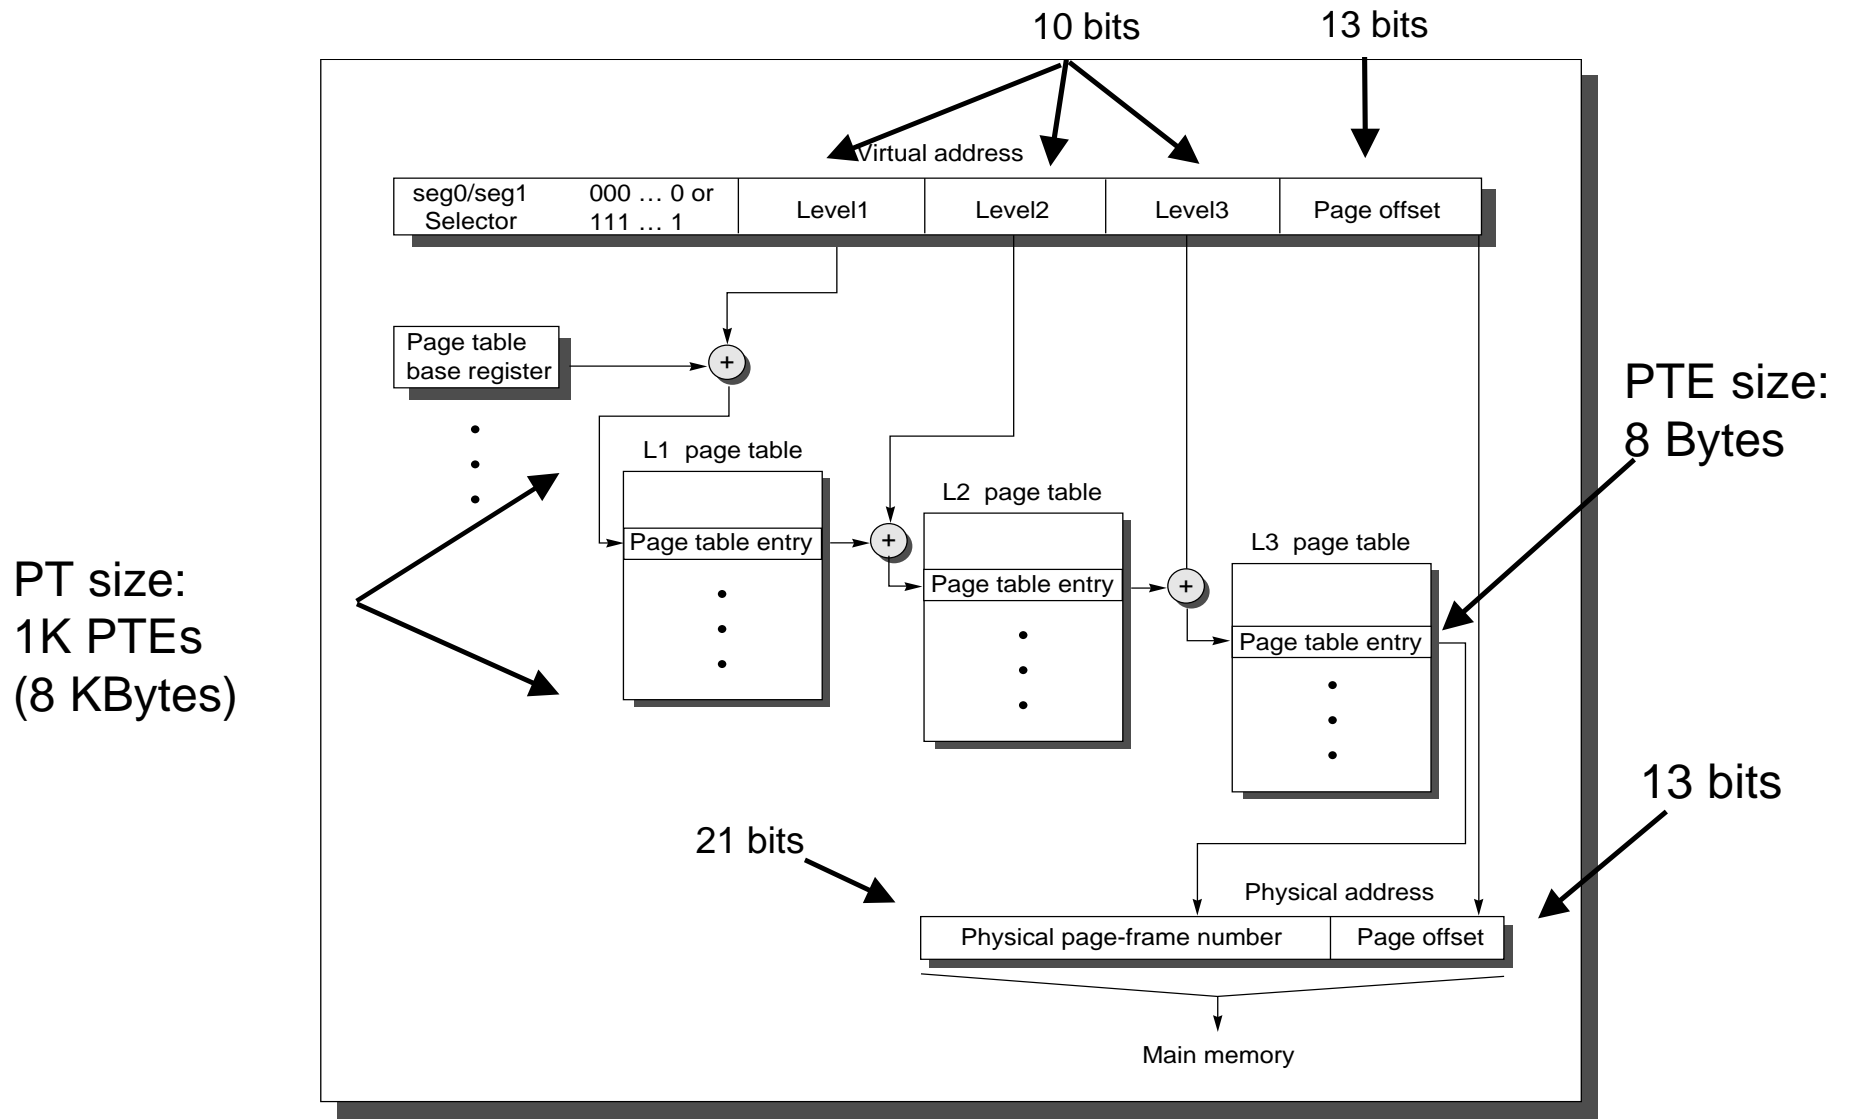 10 bits
13 bits
Virtual address
seg0/seg1 000 … 0 or
Selector 111 … 1
Level1
Level2
Level3
Page offset
Page table
base register
+
PTE size:
8 Bytes
L1 page table
L2 page table
L3 page table
Page table entry
+
Page table entry
+
Page table entry
PT size:
1K PTEs
(8 KBytes)
13 bits
21 bits
Physical address
Physical page-frame number
Page offset
Main memory